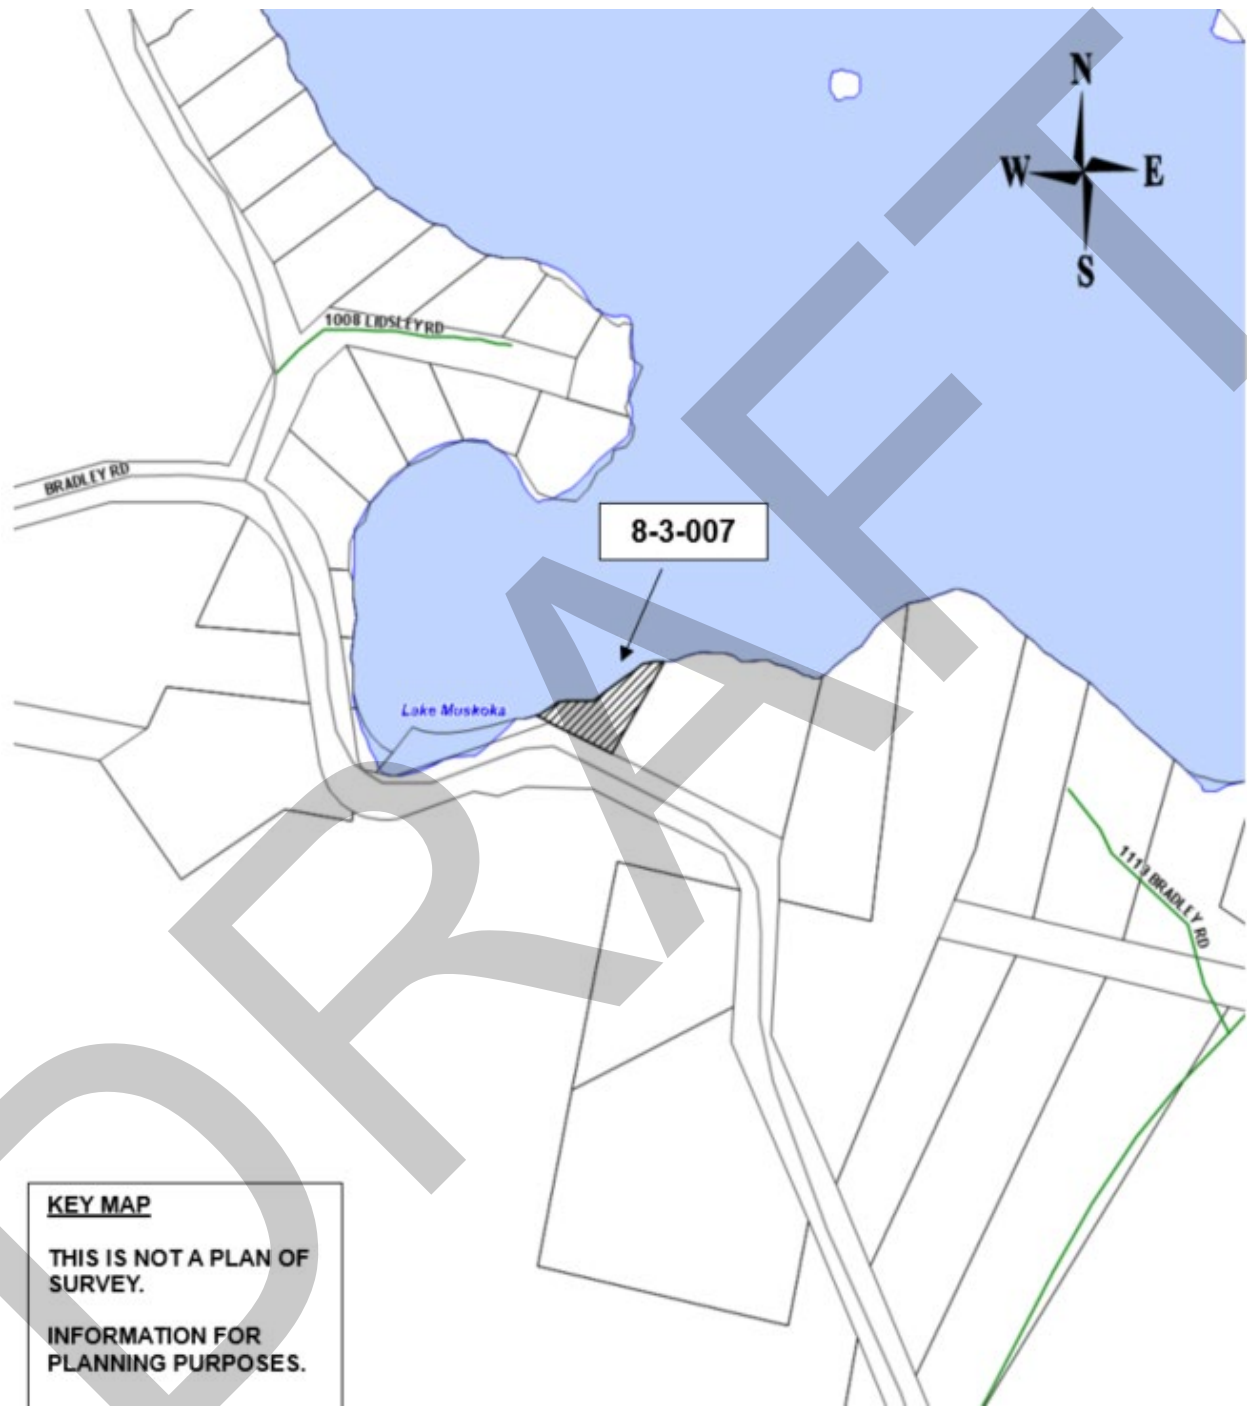 N
W E
S
1008 LIDSLEY RD
BRADLEY RD
8-3-007
Lake Muskoka
1113 BRADLEY RD
KEY MAP
THIS IS NOT A PLAN OF
SURVEY.
INFORMATION FOR
PLANNING PURPOSES.
DRAFT